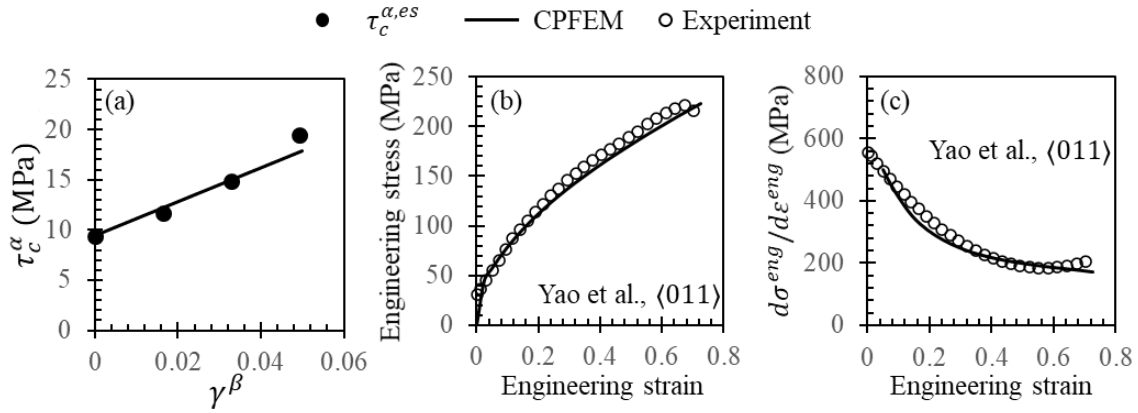 τ_c^{α,es} CPFEM Experiment
(a)
τ_c^α (MPa)
25
20
15
10
5
0
0 0.02 0.04 0.06
γ^β
(b)
Engineering stress (MPa)
250
200
150
100
50
0
Yao et al., ⟨011⟩
0 0.2 0.4 0.6 0.8
Engineering strain
(c)
dσ^{eng}/dε^{eng} (MPa)
800
600
400
200
0
Yao et al., ⟨011⟩
0 0.2 0.4 0.6 0.8
Engineering strain